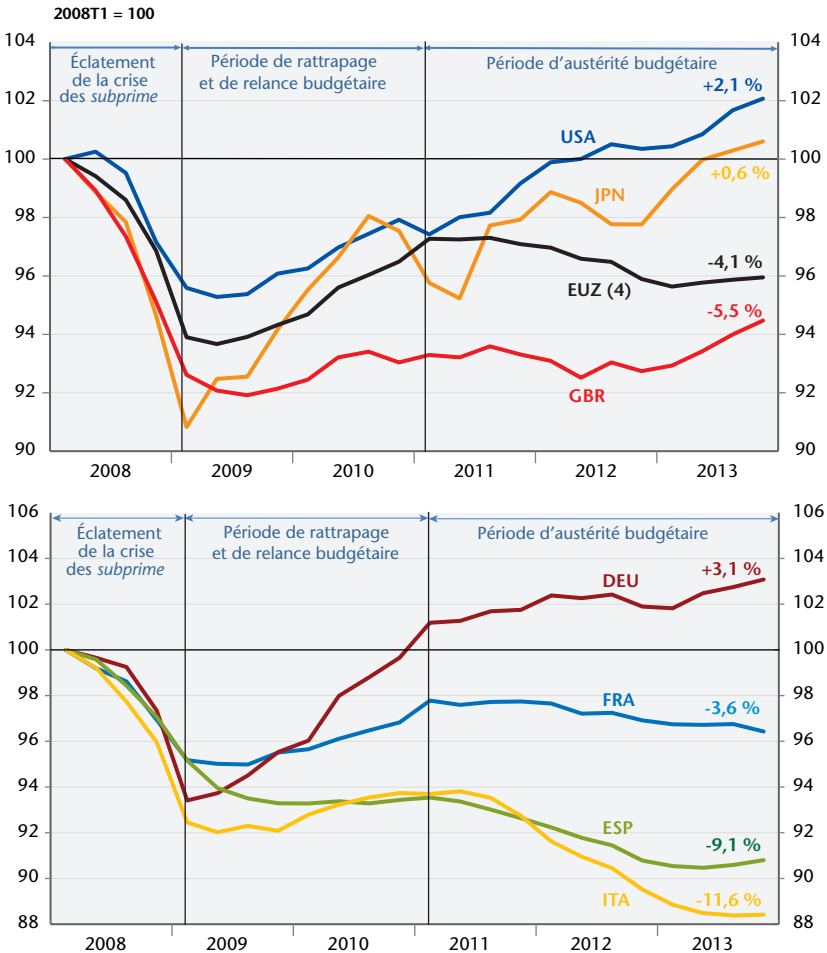 2008T1 = 100
104
104
Éclatement
de la crise
des subprime
Période de rattrapage
et de relance budgétaire
Période d'austérité budgétaire
+2,1 %
102
102
USA
100
100
+0,6 %
JPN
98
98
96
96
-4,1 %
EUZ (4)
-5,5 %
94
94
92
92
GBR
90
90
2008
2009
2010
2011
2012
2013
106
106
Éclatement
de la crise
des subprime
Période de rattrapage
et de relance budgétaire
Période d'austérité budgétaire
104
104
+3,1 %
DEU
102
102
100
100
98
98
FRA
-3,6 %
96
96
94
94
92
92
ESP
-9,1 %
90
90
ITA
-11,6 %
88
88
2008
2009
2010
2011
2012
2013